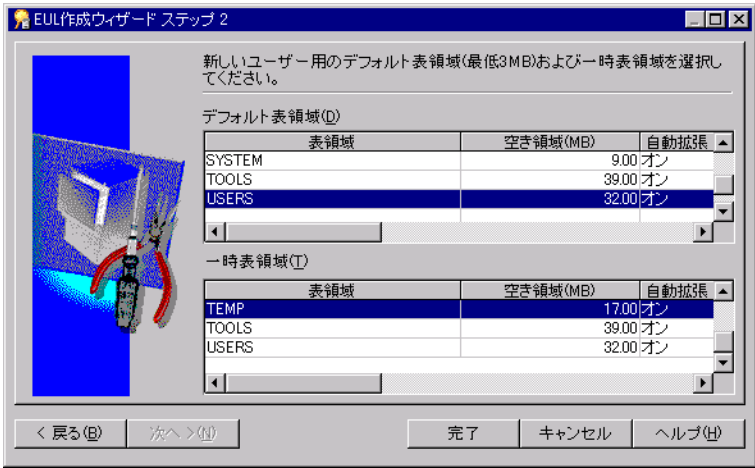 EUL作成ウィザード ステップ 2
新しいユーザー用のデフォルト表領域(最低3MB)および一時表領域を選択し
てください。
デフォルト表領域(D)
表領域 空き領域(MB) 自動拡張
SYSTEM 9.00 オン
TOOLS 39.00 オン
USERS 32.00 オン
一時表領域(T)
表領域 空き領域(MB) 自動拡張
TEMP 17.00 オン
TOOLS 39.00 オン
USERS 32.00 オン
< 戻る(B) 次へ >(N) 完了 キャンセル ヘルプ(H)